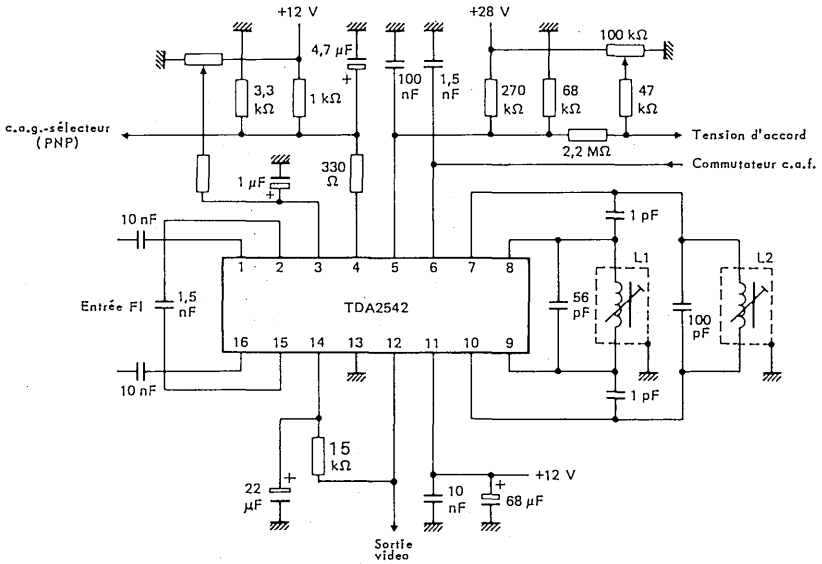 +12 V
+28 V
4,7 µF
+
100 kΩ
3,3 kΩ
1 kΩ
100 nF
1,5 nF
270 kΩ
68 kΩ
47 kΩ
c.a.g.-sélecteur
(PNP)
Tension d'accord
2,2 MΩ
Commutateur c.a.f.
1 µF
+
330 Ω
10 nF
1 pF
1 2 3 4 5 6 7 8
L1
L2
Entrée FI
1,5 nF
TDA2542
56 pF
100 pF
16 15 14 13 12 11 10 9
10 nF
1 pF
15 kΩ
22 µF
+
+12 V
10 nF
+
68 µF
Sortie
video